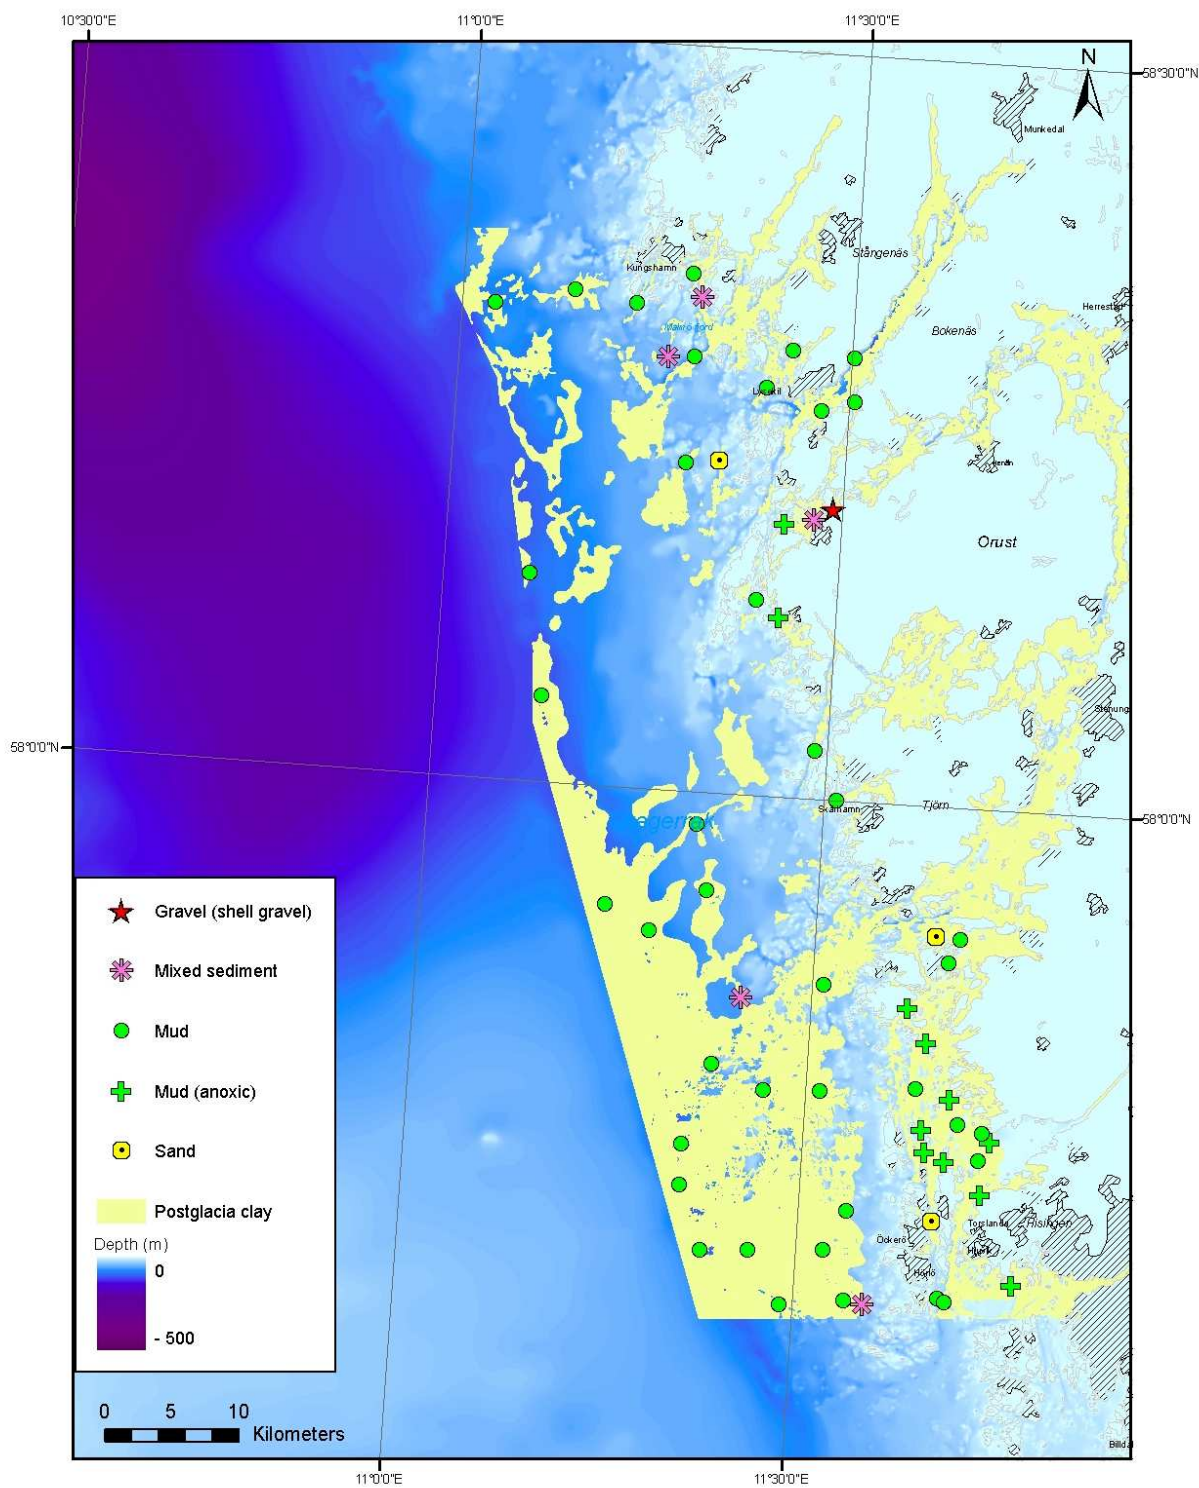 10°30'0"E
11°0'0"E
11°30'0"E
58°30'0"N
N
Munkedal
Stångenäs
Kungshamn
Herrestad
Bokenäs
Lysekil
Orust
Stenung
58°0'0"N
58°0'0"N
Skärhamn
Tjörn
Gravel (shell gravel)
Mixed sediment
Mud
Mud (anoxic)
Sand
Postglacia clay
Depth (m)
0
- 500
Torslanda
Hisingen
Öckerö
Hönö
0
5
10
Kilometers
Billdal
11°0'0"E
11°30'0"E